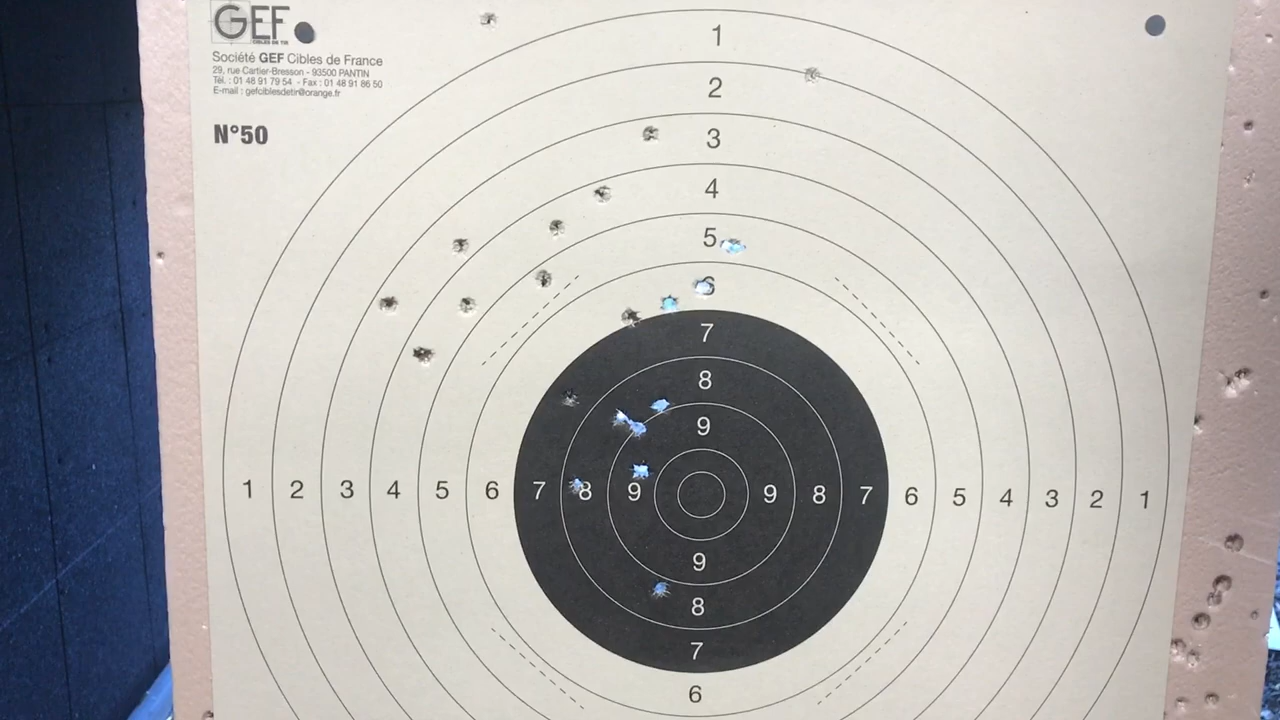 GEF
CIBLES DE TIR
Société GEF Cibles de France
29, rue Cartier-Bresson - 93500 PANTIN
Tél. : 01 48 91 79 54 - Fax : 01 48 91 86 50
E-mail : gefciblesdetir@orange.fr
N°50
1
2
3
4
5
6
7
8
9
1 2 3 4 5 6 7 8 9 9 8 7 6 5 4 3 2 1
9
8
7
6